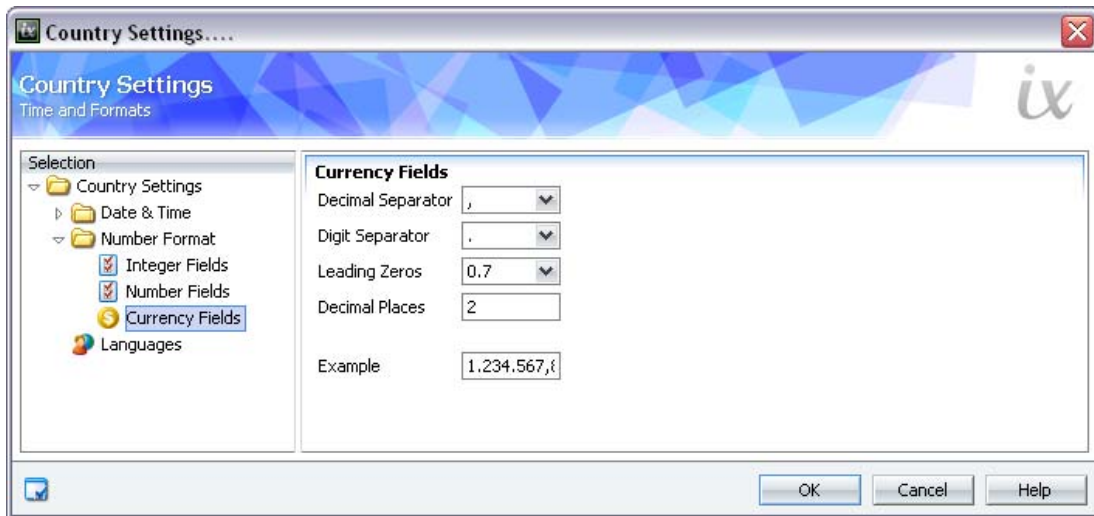 ix Country Settings....
Country Settings
Time and Formats
ix
Selection
Country Settings
Date & Time
Number Format
Integer Fields
Number Fields
Currency Fields
Languages
Currency Fields
Decimal Separator ,
Digit Separator .
Leading Zeros 0.7
Decimal Places 2
Example 1.234.567,
OK Cancel Help